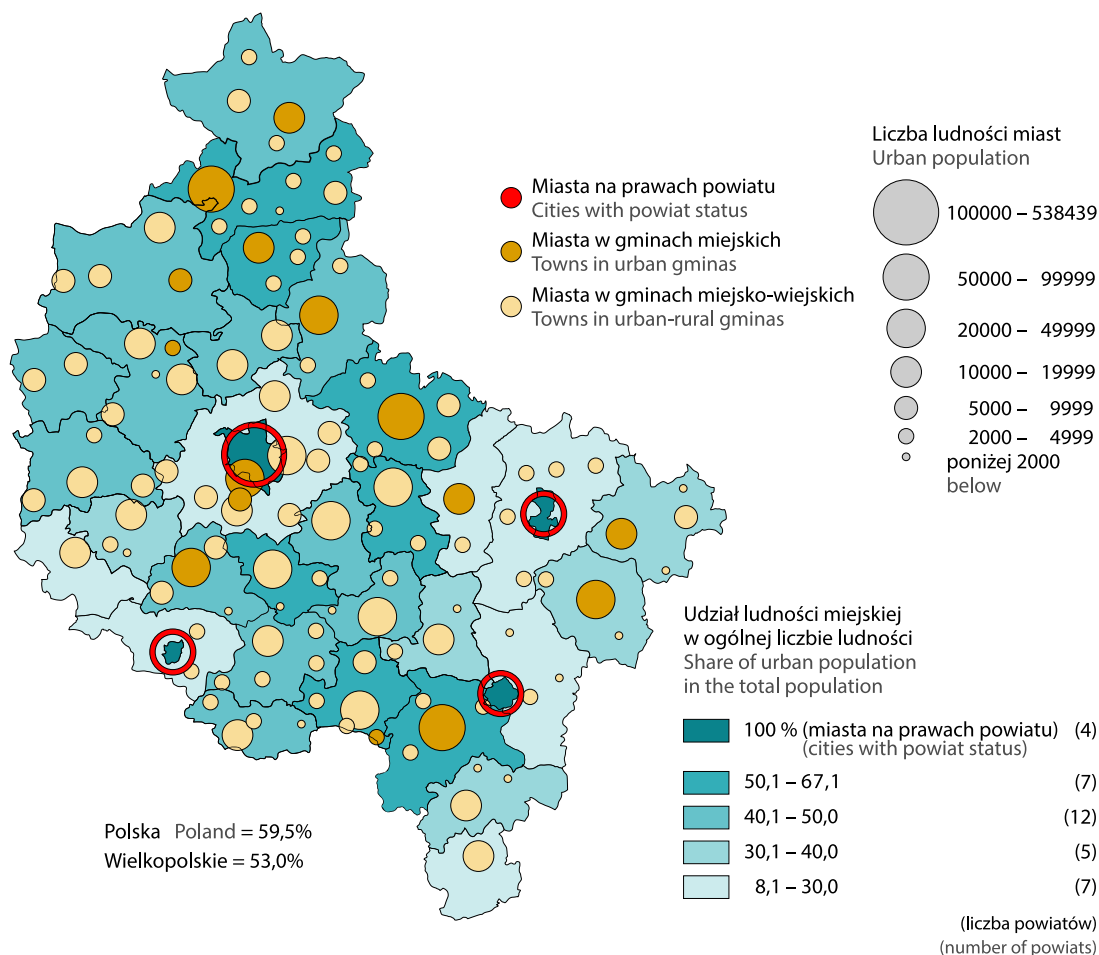 Miasta na prawach powiatu
Cities with powiat status
Miasta w gminach miejskich
Towns in urban gminas
Miasta w gminach miejsko-wiejskich
Towns in urban-rural gminas
Liczba ludności miast
Urban population
100000 – 538439
50000 – 99999
20000 – 49999
10000 – 19999
5000 – 9999
2000 – 4999
poniżej 2000
below
Udział ludności miejskiej
w ogólnej liczbie ludności
Share of urban population
in the total population
100 % (miasta na prawach powiatu) (4)
(cities with powiat status)
50,1 – 67,1 (7)
40,1 – 50,0 (12)
30,1 – 40,0 (5)
8,1 – 30,0 (7)
(liczba powiatów)
(number of powiats)
Polska Poland = 59,5%
Wielkopolskie = 53,0%